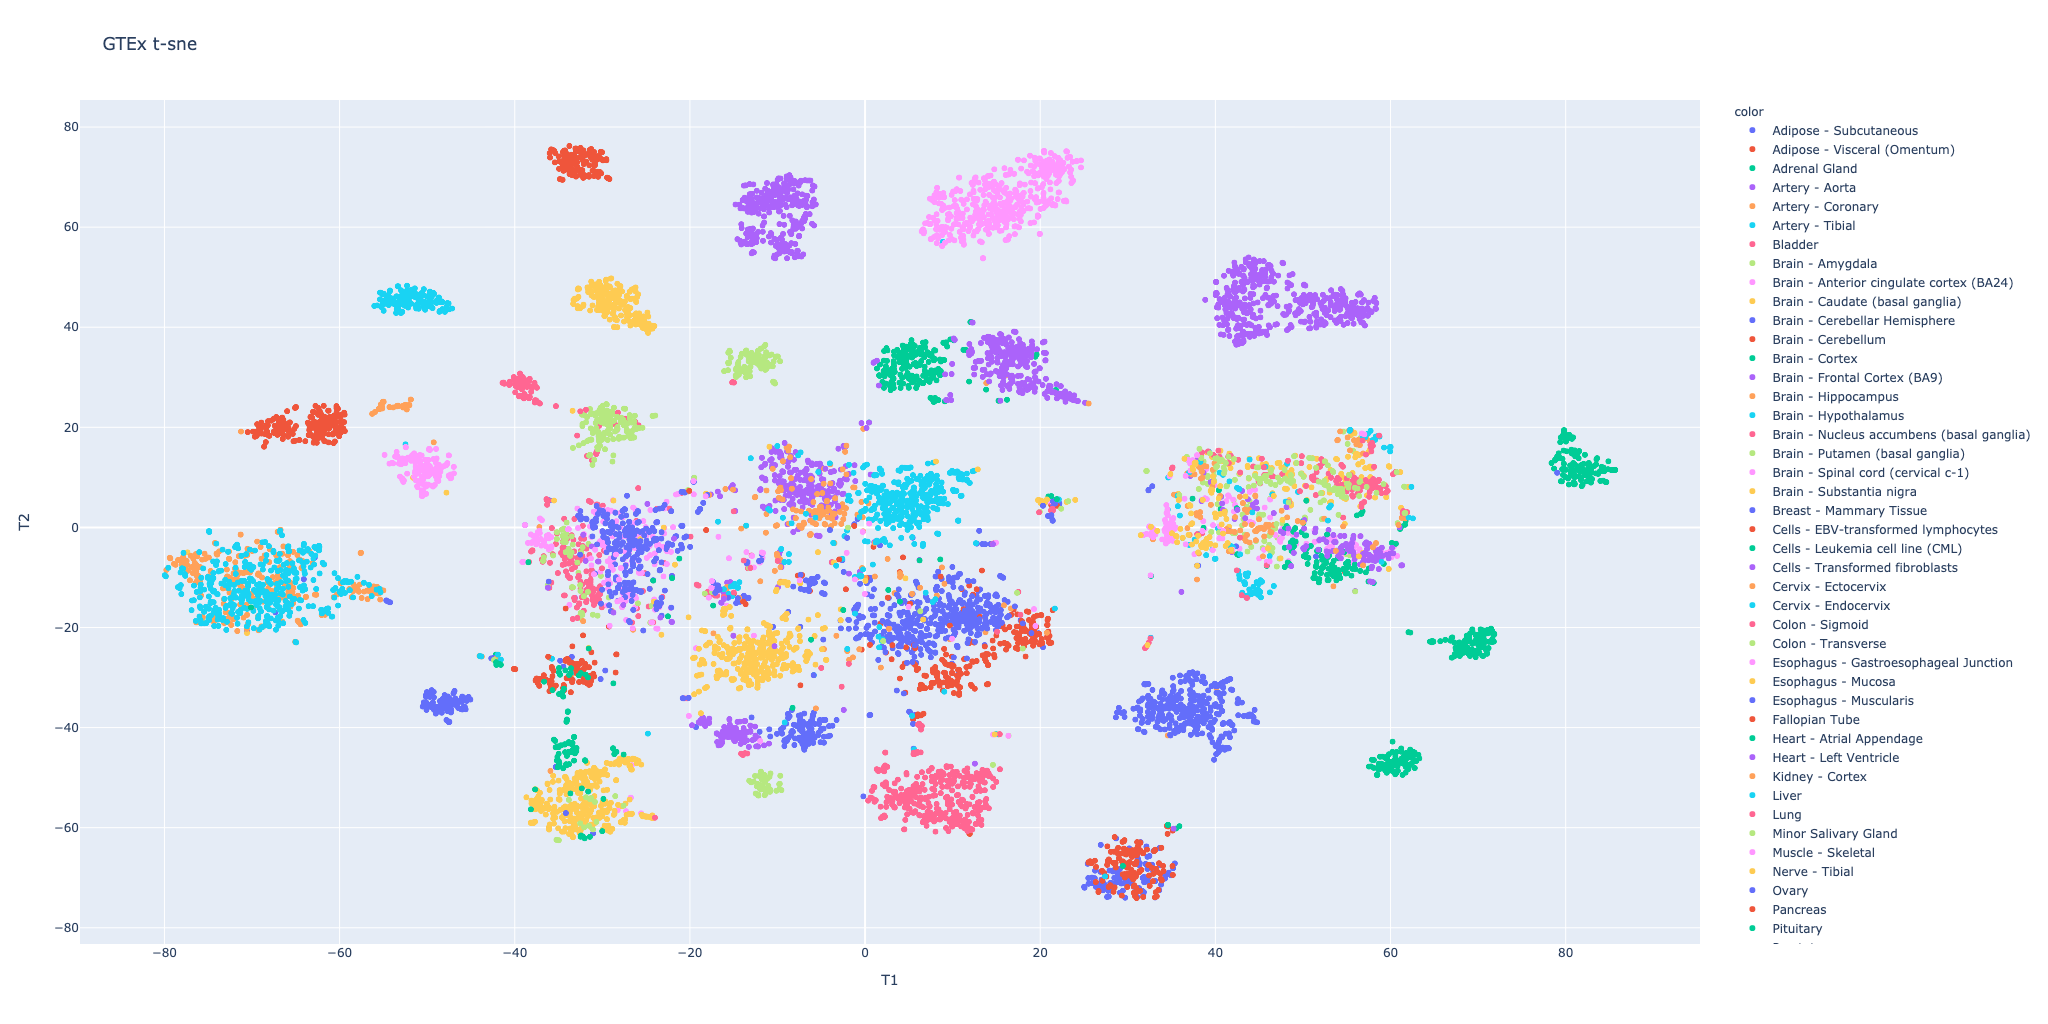 GTEx t-sne
color
Adipose - Subcutaneous
Adipose - Visceral (Omentum)
Adrenal Gland
Artery - Aorta
Artery - Coronary
Artery - Tibial
Bladder
Brain - Amygdala
Brain - Anterior cingulate cortex (BA24)
Brain - Caudate (basal ganglia)
Brain - Cerebellar Hemisphere
Brain - Cerebellum
Brain - Cortex
Brain - Frontal Cortex (BA9)
Brain - Hippocampus
Brain - Hypothalamus
Brain - Nucleus accumbens (basal ganglia)
Brain - Putamen (basal ganglia)
Brain - Spinal cord (cervical c-1)
Brain - Substantia nigra
Breast - Mammary Tissue
Cells - EBV-transformed lymphocytes
Cells - Leukemia cell line (CML)
Cells - Transformed fibroblasts
Cervix - Ectocervix
Cervix - Endocervix
Colon - Sigmoid
Colon - Transverse
Esophagus - Gastroesophageal Junction
Esophagus - Mucosa
Esophagus - Muscularis
Fallopian Tube
Heart - Atrial Appendage
Heart - Left Ventricle
Kidney - Cortex
Liver
Lung
Minor Salivary Gland
Muscle - Skeletal
Nerve - Tibial
Ovary
Pancreas
Pituitary
80
60
40
20
0
−20
−40
−60
−80
T2
−80
−60
−40
−20
0
20
40
60
80
T1